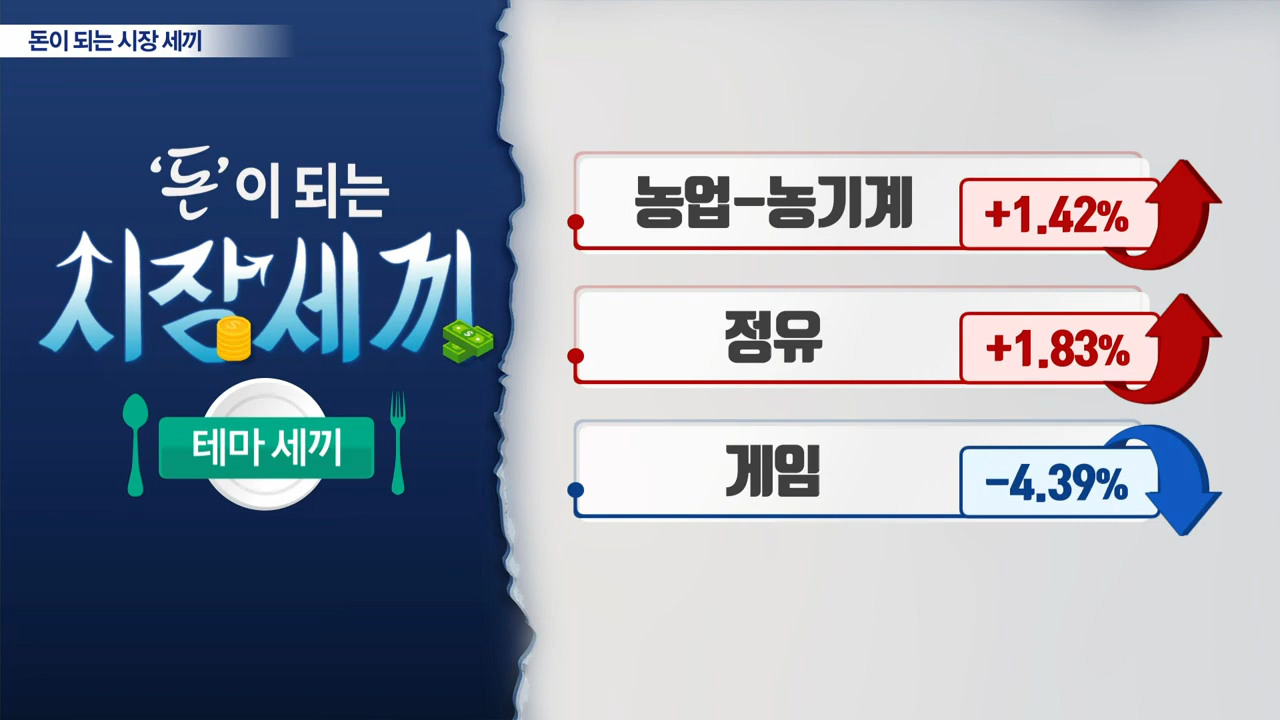 돈이 되는 시장 세끼
‘돈’이 되는
시장세끼
테마 세끼
농업-농기계
+1.42%
정유
+1.83%
게임
-4.39%